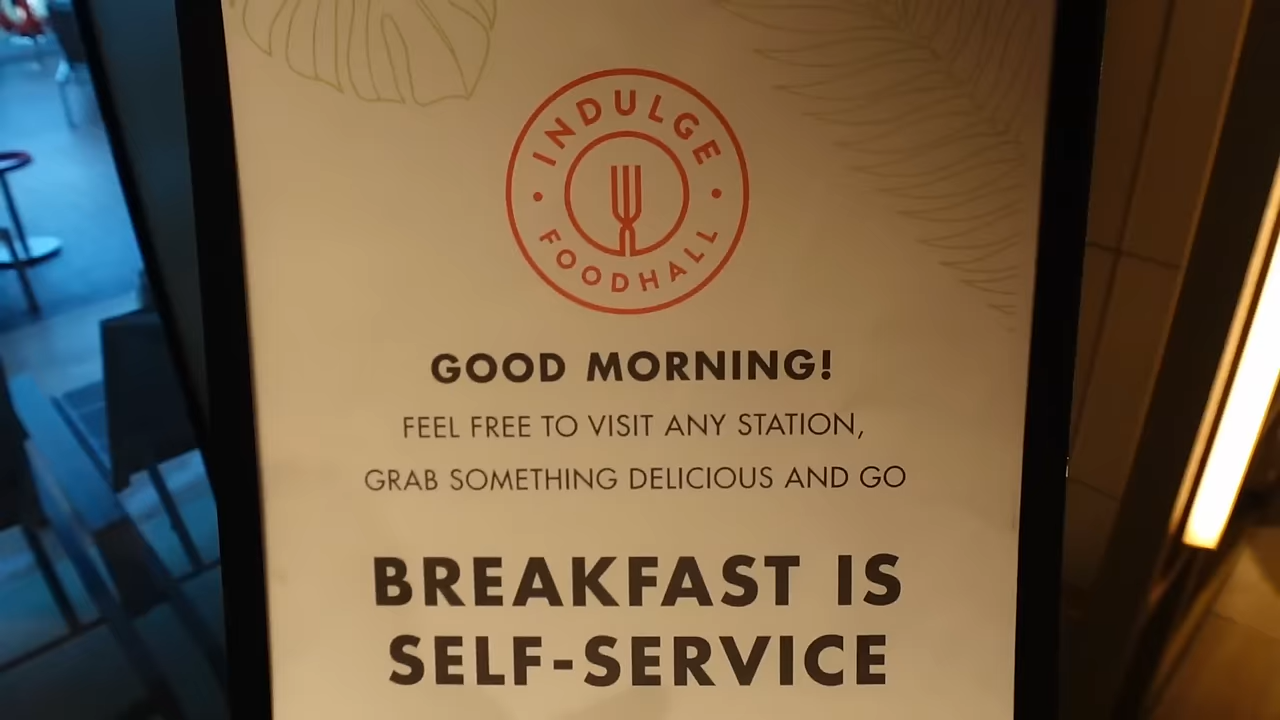 INDULGE
FOODHALL
GOOD MORNING!
FEEL FREE TO VISIT ANY STATION,
GRAB SOMETHING DELICIOUS AND GO
BREAKFAST IS
SELF-SERVICE